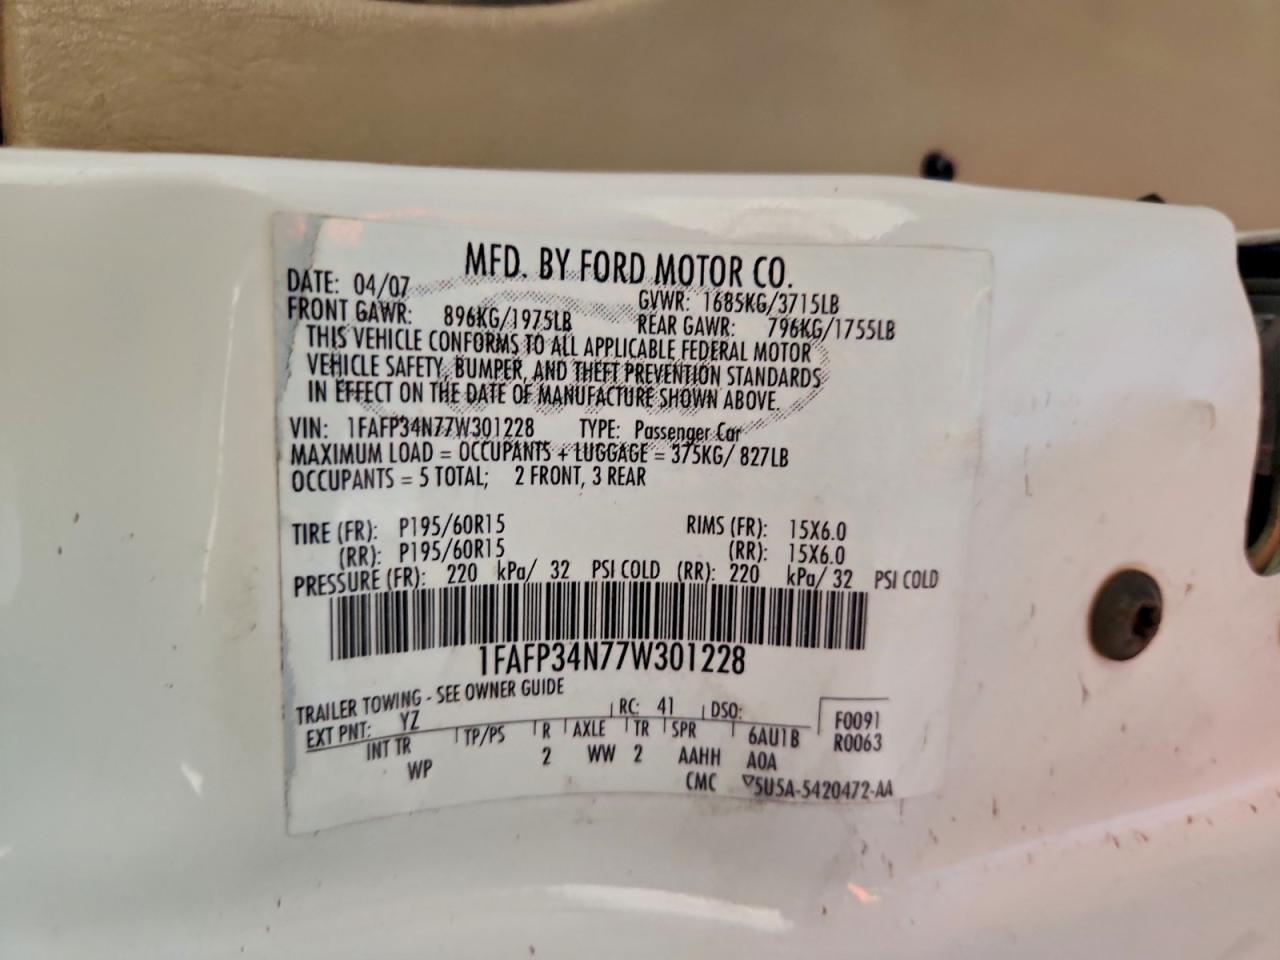 MFD. BY FORD MOTOR CO.
DATE: 04/07 GVWR: 1685KG/3715LB
FRONT GAWR: 896KG/1975LB REAR GAWR: 796KG/1755LB
THIS VEHICLE CONFORMS TO ALL APPLICABLE FEDERAL MOTOR
VEHICLE SAFETY, BUMPER, AND THEFT PREVENTION STANDARDS
IN EFFECT ON THE DATE OF MANUFACTURE SHOWN ABOVE.
VIN: 1FAFP34N77W301228 TYPE: Passenger Car
MAXIMUM LOAD = OCCUPANTS + LUGGAGE = 375KG/ 827LB
OCCUPANTS = 5 TOTAL; 2 FRONT, 3 REAR
TIRE (FR): P195/60R15 RIMS (FR): 15X6.0
(RR): P195/60R15 (RR): 15X6.0
PRESSURE (FR): 220 kPa/ 32 PSI COLD (RR): 220 kPa/ 32 PSI COLD
1FAFP34N77W301228
TRAILER TOWING - SEE OWNER GUIDE
EXT PNT: YZ RC: 41 DSO: F0091
INT TR TP/PS R AXLE TR SPR 6AU1B R0063
WP 2 WW 2 AAHH AOA
CMC ▽5U5A-5420472-AA